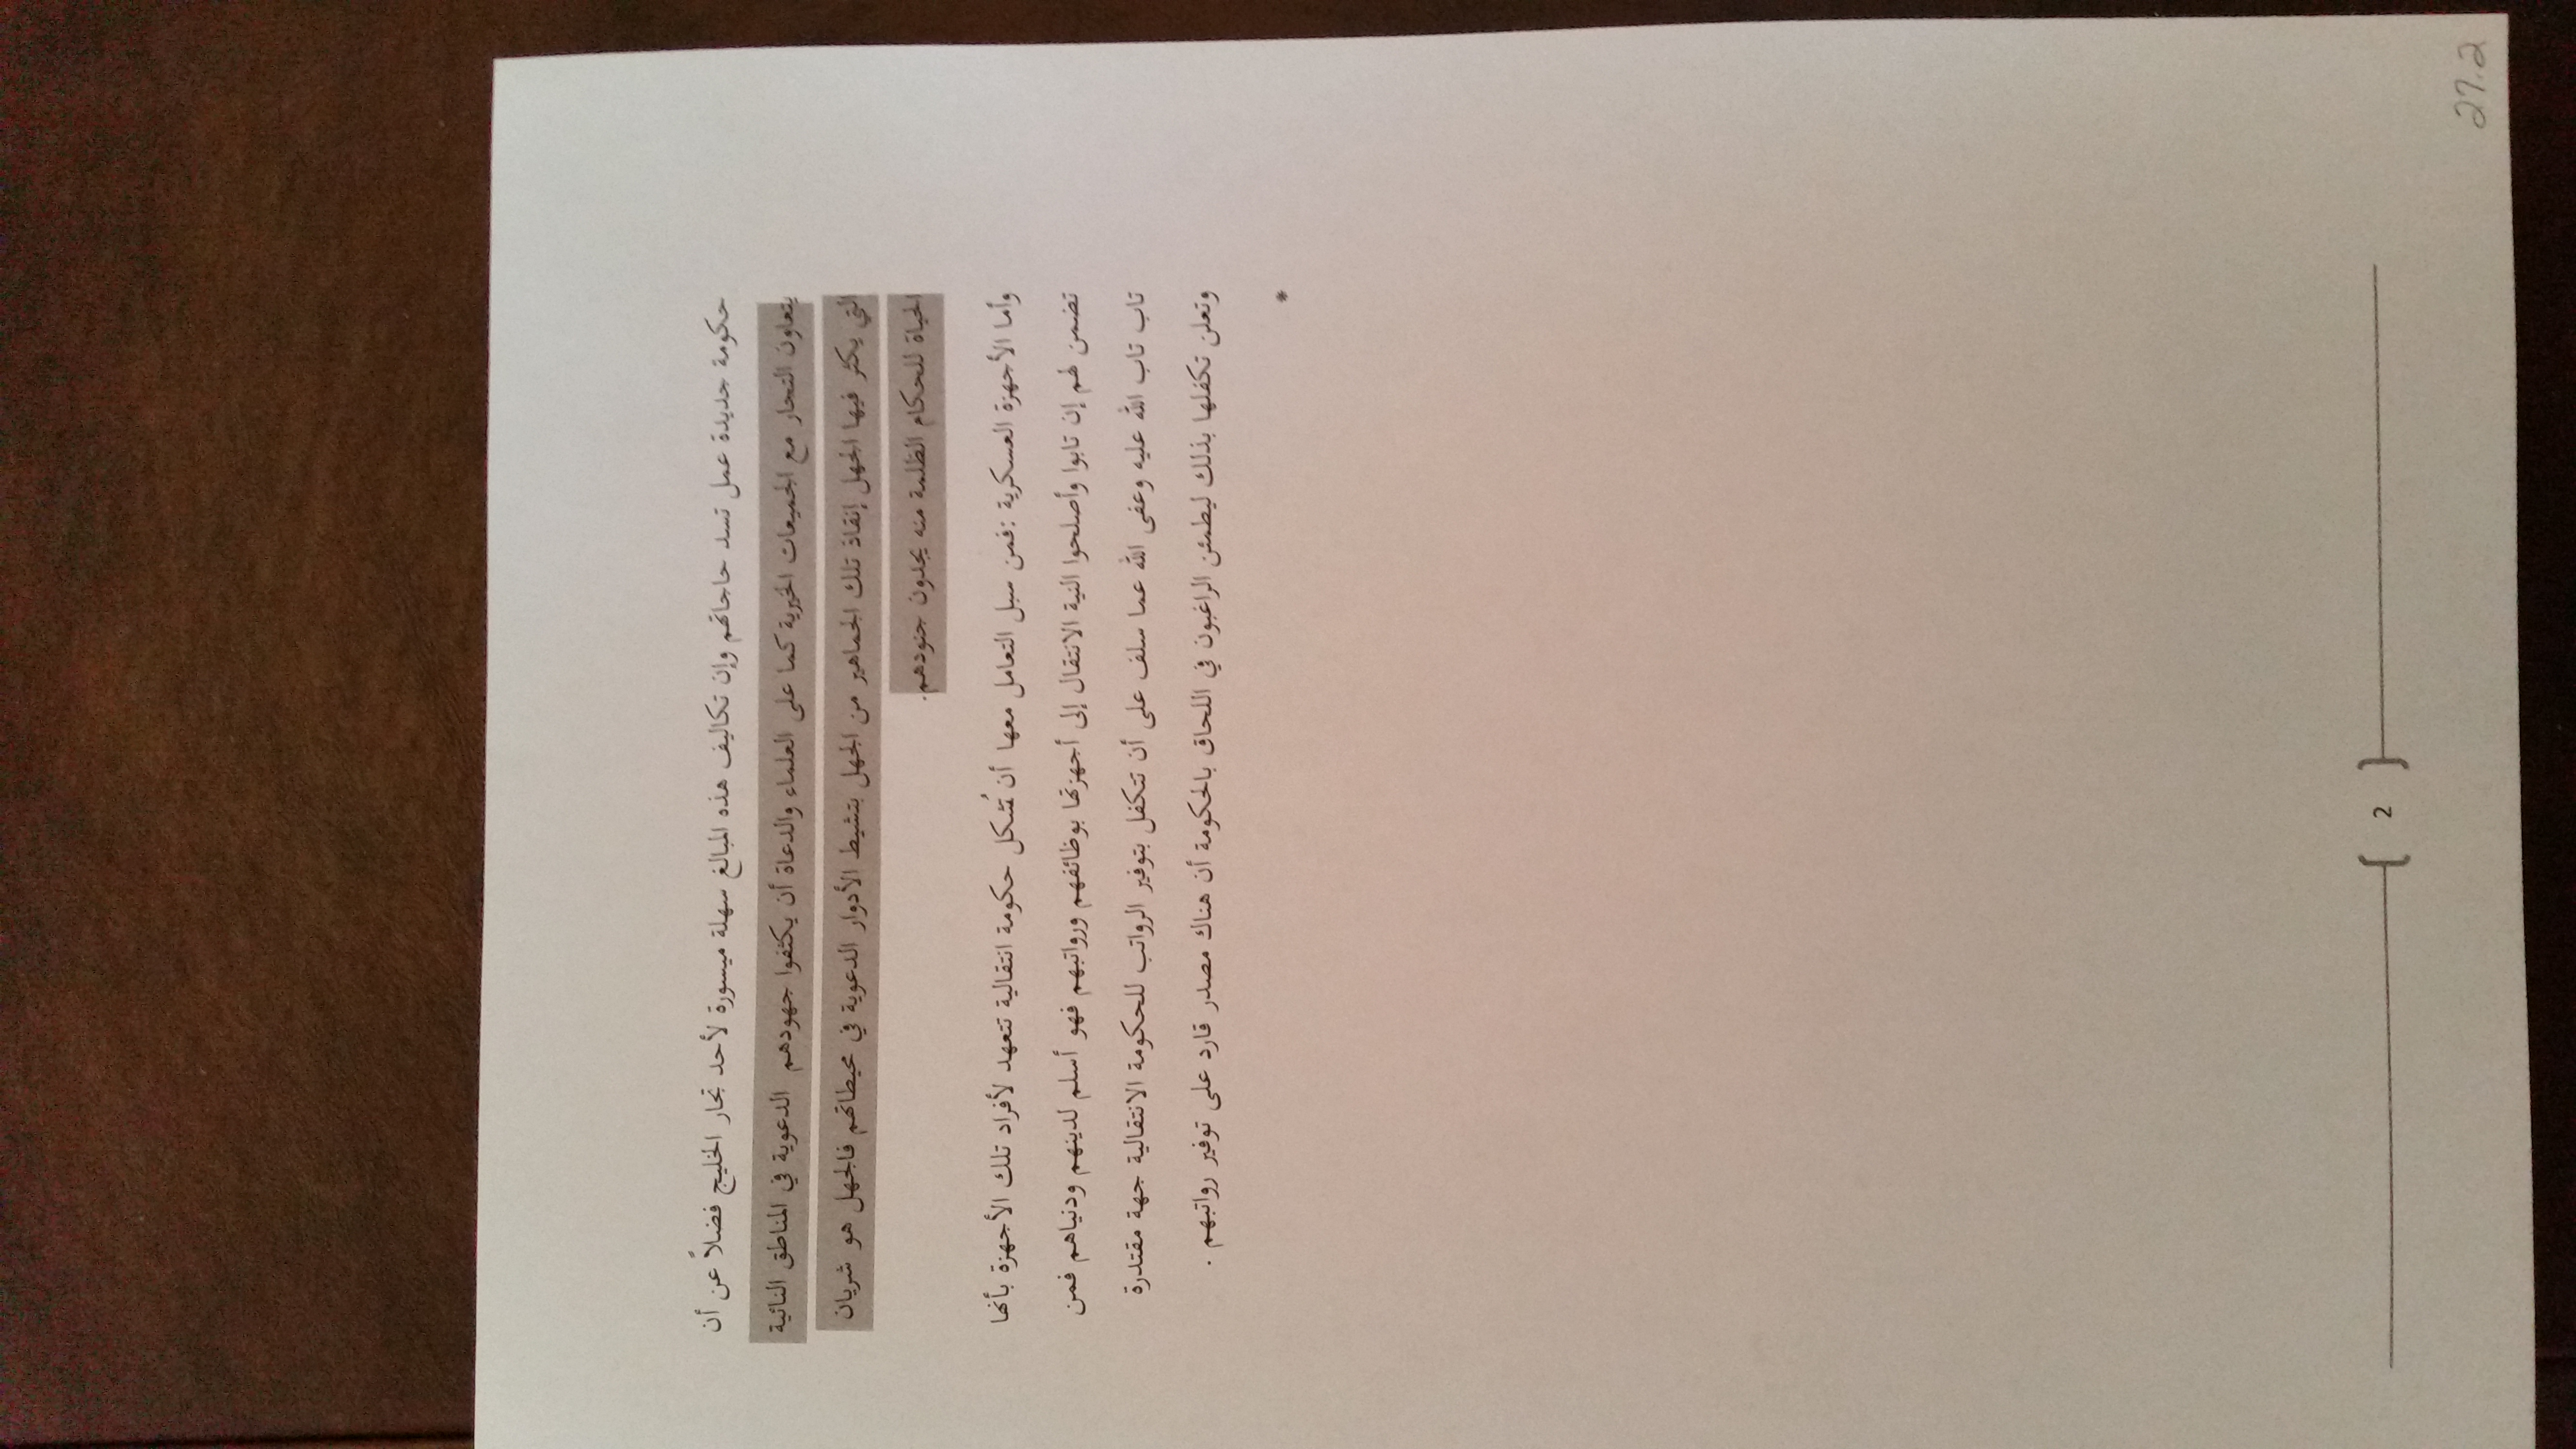 حكومة جديدة عمل تسد حاجاتهم وإن تكاليف هذه المبالغ سهلة ميسورة لأحد تجار الخليج فضلاً عن أن
يتعاون التجار مع الجميعات الخيرية كما على العلماء والدعاة أن يكثفوا جهودهم الدعوية في المناطق النائية
التي يكثر فيها الجهل إنقاذ تلك الجماهير من الجهل بتشيط الأدوار الدعوية في محيطاتهم فالجهل هو شريان
الحياة للحكام الظلمة منه يجدون جنودهم.
وأما الأجهزة العسكرية :فمن سبل التعامل معها أن تُشكل حكومة انتقالية تتعهد لأفراد تلك الأجهزة بأنها
تضمن لهم إن تابوا وأصلحوا النية الانتقال إلى أجهزتها بوظائفهم ورواتبهم فهو أسلم لدينهم ودنياهم فمن
تاب تاب الله عليه وعفى الله عما سلف على أن تتكفل بتوفير الرواتب للحكومة الانتقالية جهة مقتدرة
وتعلن تكفلها بذلك ليطمئن الراغبون في اللحاق بالحكومة أن هناك مصدر قارد على توفير رواتبهم .
*
{ 2 }
27.2